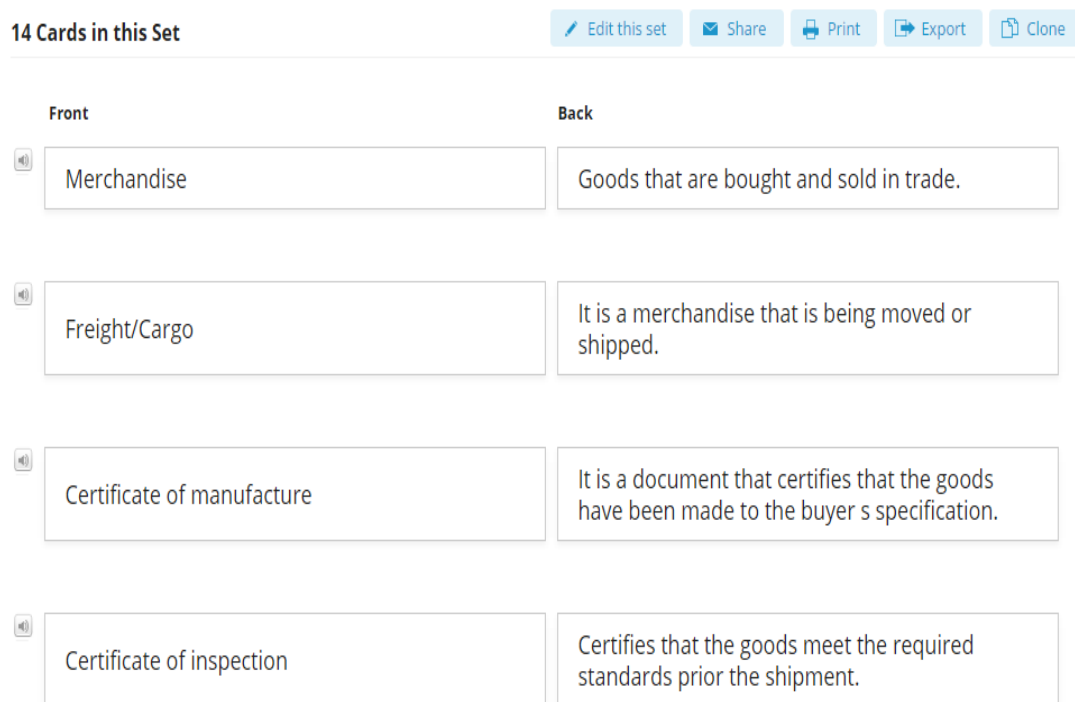 14 Cards in this Set
Edit this set
Share
Print
Export
Clone
Front
Back
Merchandise
Goods that are bought and sold in trade.
Freight/Cargo
It is a merchandise that is being moved or
shipped.
Certificate of manufacture
It is a document that certifies that the goods
have been made to the buyer s specification.
Certificate of inspection
Certifies that the goods meet the required
standards prior the shipment.